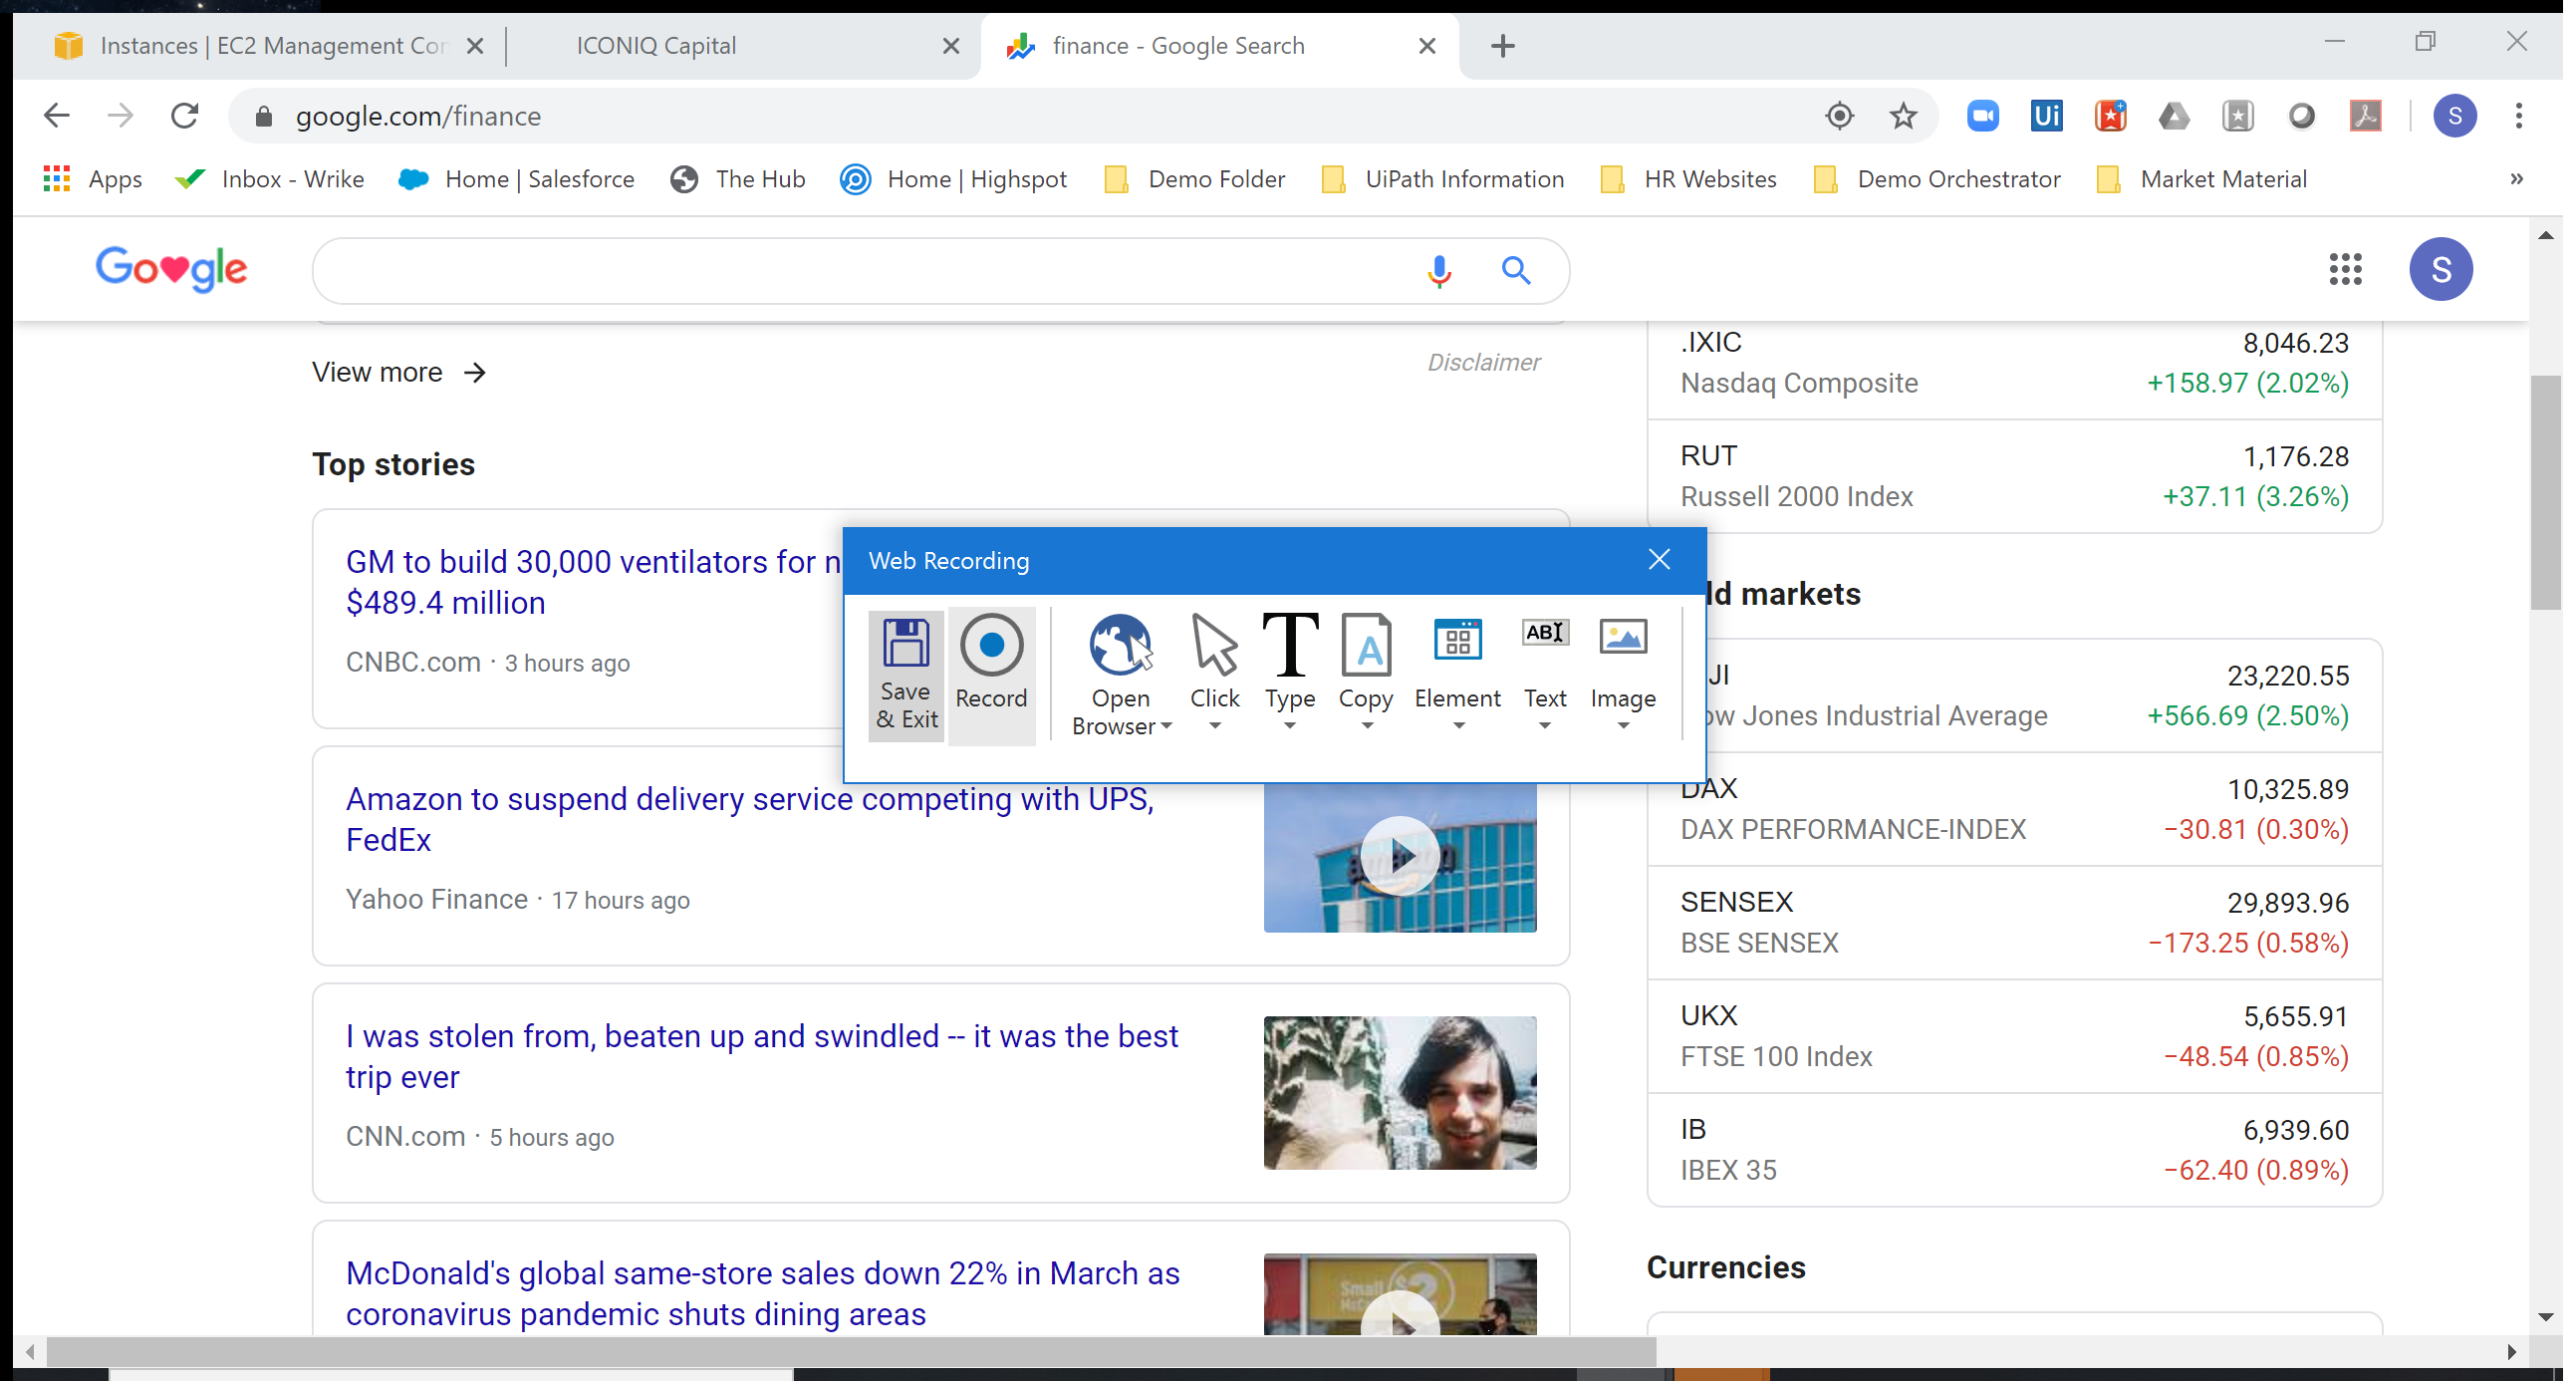 Instances | EC2 Management Con
ICONIQ Capital
finance - Google Search
google.com/finance
Ui
S
Apps
Inbox - Wrike
Home | Salesforce
The Hub
Home | Highspot
Demo Folder
UiPath Information
HR Websites
Demo Orchestrator
Market Material
»
Go gle
S
View more →
Disclaimer
Top stories
GM to build 30,000 ventilators for n
$489.4 million
CNBC.com · 3 hours ago
Web Recording
Save
& Exit
Record
Open
Browser
Click
T
Type
A
Copy
Element
ABI
Text
Image
Amazon to suspend delivery service competing with UPS,
FedEx
Yahoo Finance · 17 hours ago
I was stolen from, beaten up and swindled -- it was the best
trip ever
CNN.com · 5 hours ago
McDonald's global same-store sales down 22% in March as
coronavirus pandemic shuts dining areas
.IXIC 8,046.23
Nasdaq Composite +158.97 (2.02%)
RUT 1,176.28
Russell 2000 Index +37.11 (3.26%)
ld markets
JI 23,220.55
ow Jones Industrial Average +566.69 (2.50%)
DAX 10,325.89
DAX PERFORMANCE-INDEX −30.81 (0.30%)
SENSEX 29,893.96
BSE SENSEX −173.25 (0.58%)
UKX 5,655.91
FTSE 100 Index −48.54 (0.85%)
IB 6,939.60
IBEX 35 −62.40 (0.89%)
Currencies